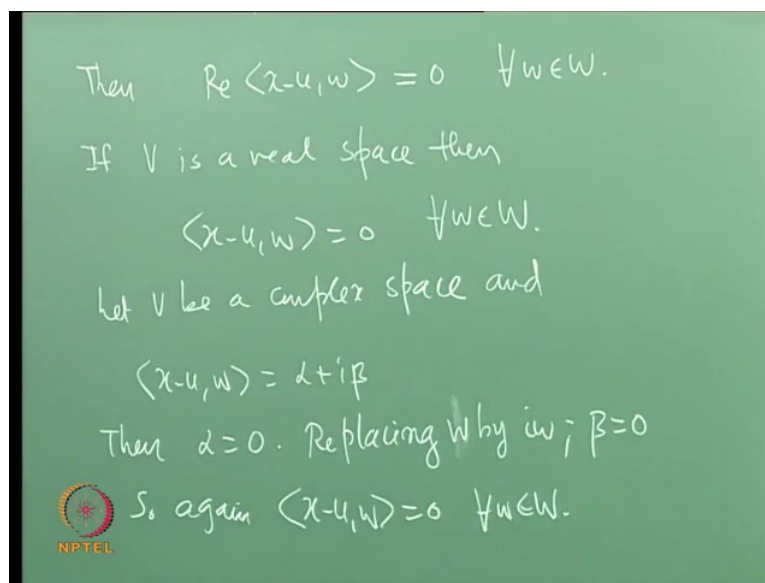 Then Re <x-u, w> = 0 ∀w∈W.
If V is a real space then
<x-u, w> = 0 ∀w∈W.
Let V be a complex space and
<x-u, w> = α+iβ
Then α=0. Replacing w by iw; β=0
So again <x-u, w> = 0 ∀w∈W.
NPTEL